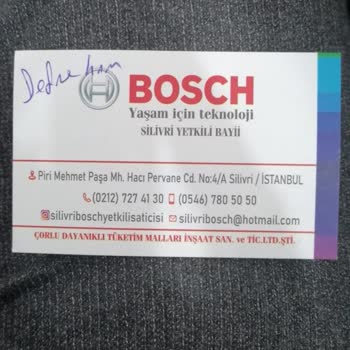 Defne Hanım
BOSCH
Yaşam için teknoloji
SİLİVRİ YETKİLİ BAYİİ
Piri Mehmet Paşa Mh. Hacı Pervane Cd. No:4/A Silivri / İSTANBUL
(0212) 727 41 30 (0546) 780 50 50
silivriboschyetkilisaticisi silivribosch@hotmail.com
ÇORLU DAYANIKLI TÜKETİM MALLARI İNŞAAT SAN. ve TİC.LTD.ŞTİ.